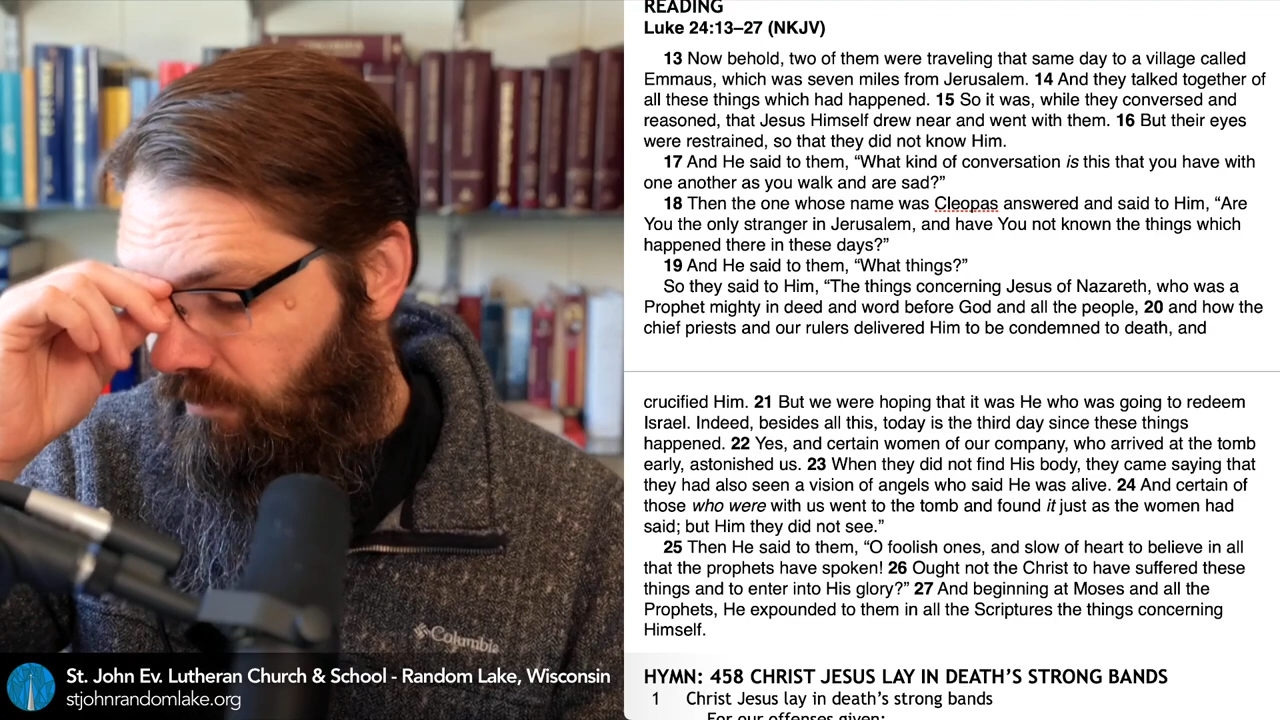 READING
Luke 24:13–27 (NKJV)
13 Now behold, two of them were traveling that same day to a village called
Emmaus, which was seven miles from Jerusalem. 14 And they talked together of
all these things which had happened. 15 So it was, while they conversed and
reasoned, that Jesus Himself drew near and went with them. 16 But their eyes
were restrained, so that they did not know Him.
17 And He said to them, “What kind of conversation is this that you have with
one another as you walk and are sad?”
18 Then the one whose name was Cleopas answered and said to Him, “Are
You the only stranger in Jerusalem, and have You not known the things which
happened there in these days?”
19 And He said to them, “What things?”
So they said to Him, “The things concerning Jesus of Nazareth, who was a
Prophet mighty in deed and word before God and all the people, 20 and how the
chief priests and our rulers delivered Him to be condemned to death, and
crucified Him. 21 But we were hoping that it was He who was going to redeem
Israel. Indeed, besides all this, today is the third day since these things
happened. 22 Yes, and certain women of our company, who arrived at the tomb
early, astonished us. 23 When they did not find His body, they came saying that
they had also seen a vision of angels who said He was alive. 24 And certain of
those who were with us went to the tomb and found it just as the women had
said; but Him they did not see.”
25 Then He said to them, “O foolish ones, and slow of heart to believe in all
that the prophets have spoken! 26 Ought not the Christ to have suffered these
things and to enter into His glory?” 27 And beginning at Moses and all the
Prophets, He expounded to them in all the Scriptures the things concerning
Himself.
HYMN: 458 CHRIST JESUS LAY IN DEATH’S STRONG BANDS
1 Christ Jesus lay in death’s strong bands
For our offenses given;
Columbia
St. John Ev. Lutheran Church & School - Random Lake, Wisconsin
stjohnrandomlake.org